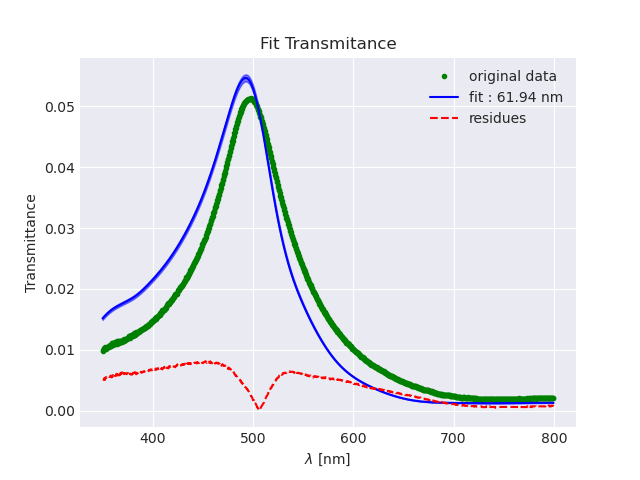 Fit Transmitance
original data
fit : 61.94 nm
residues
Transmittance
0.05
0.04
0.03
0.02
0.01
0.00
400 500 600 700 800
λ [nm]